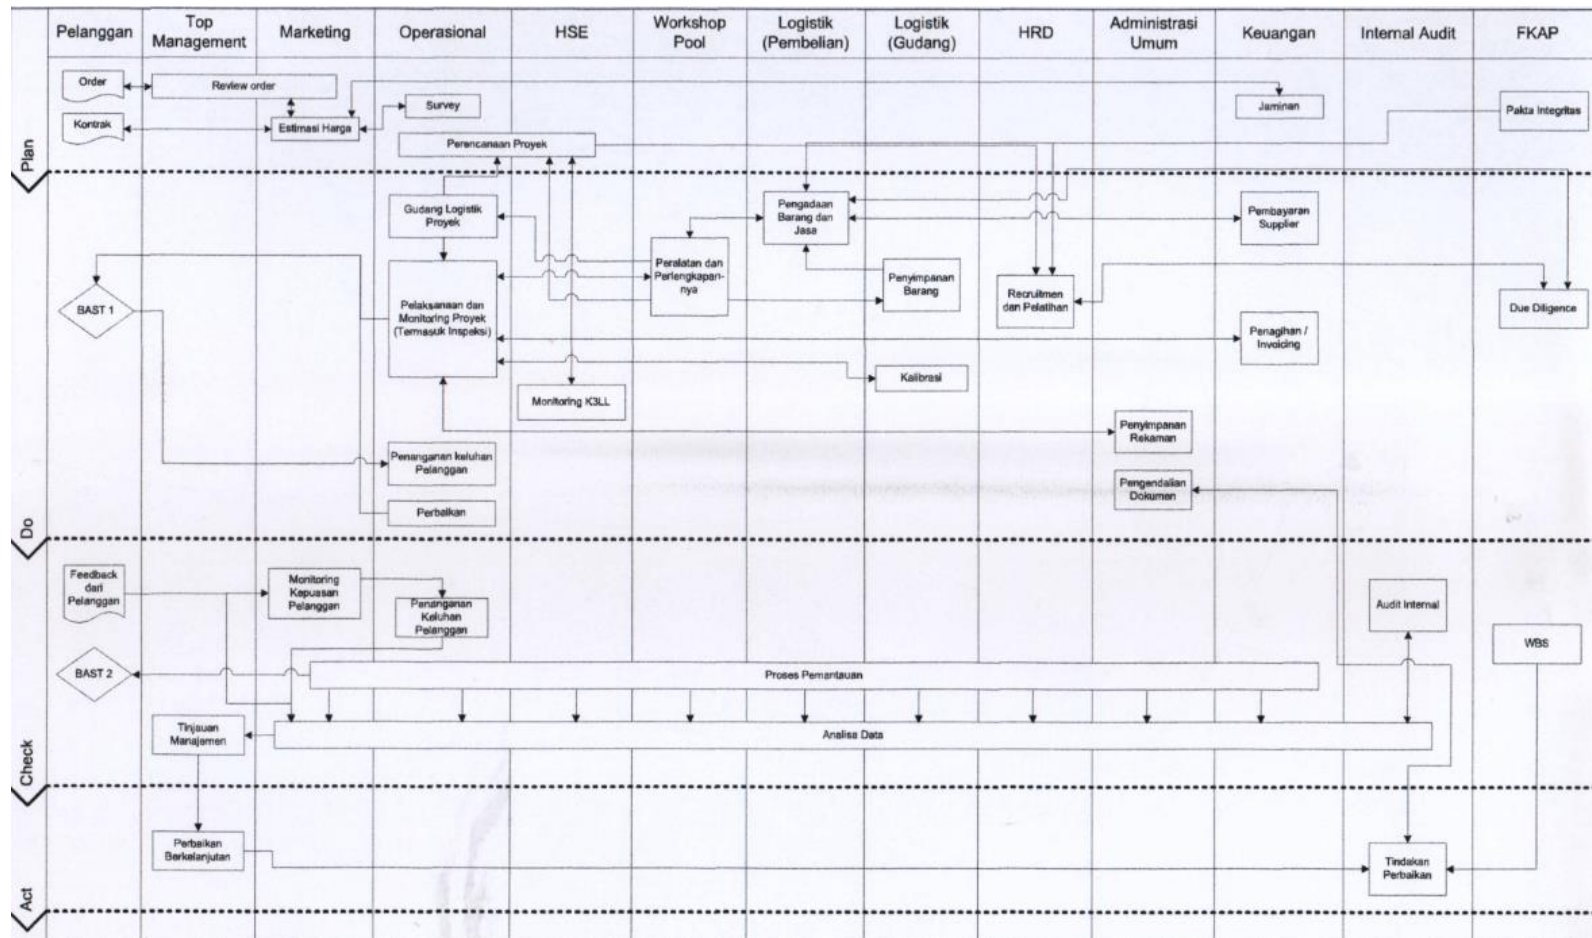 Pelanggan
Top
Management
Marketing
Operasional
HSE
Workshop
Pool
Logistik
(Pembelian)
Logistik
(Gudang)
HRD
Administrasi
Umum
Keuangan
Internal Audit
FKAP
Plan
Order
Review order
Survey
Jaminan
Pakta Integritas
Kontrak
Estimasi Harga
Perencanaan Proyek
Do
Gudang Logistik
Proyek
Pengadaan
Barang dan
Jasa
Pembayaran
Supplier
Peralatan dan
Perlengkapan-
nya
Penyimpanan
Barang
Recruitmen
dan Pelatihan
Due Diligence
BAST 1
Pelaksanaan dan
Monitoring Proyek
(Termasuk Inspeksi)
Penagihan /
Invoicing
Kalibrasi
Monitoring K3LL
Penyimpanan
Rekaman
Penanganan keluhan
Pelanggan
Pengendalian
Dokumen
Perbaikan
Check
Feedback
dari
Pelanggan
Monitoring
Kepuasan
Pelanggan
Penanganan
Keluhan
Pelanggan
Audit Internal
WBS
BAST 2
Proses Pemantauan
Tinjauan
Manajemen
Analisa Data
Act
Perbaikan
Berkelanjutan
Tindakan
Perbaikan